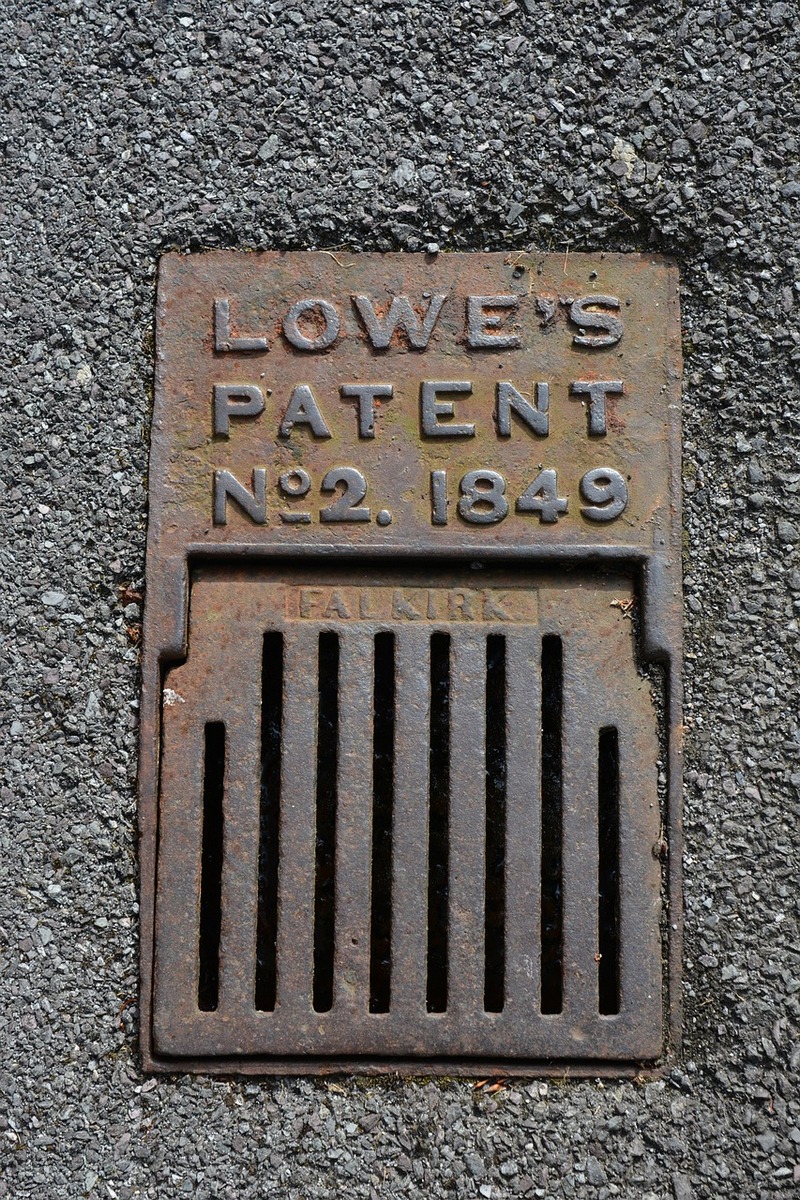 LOWE'S
PATENT
Nº2. 1849
FALKIRK